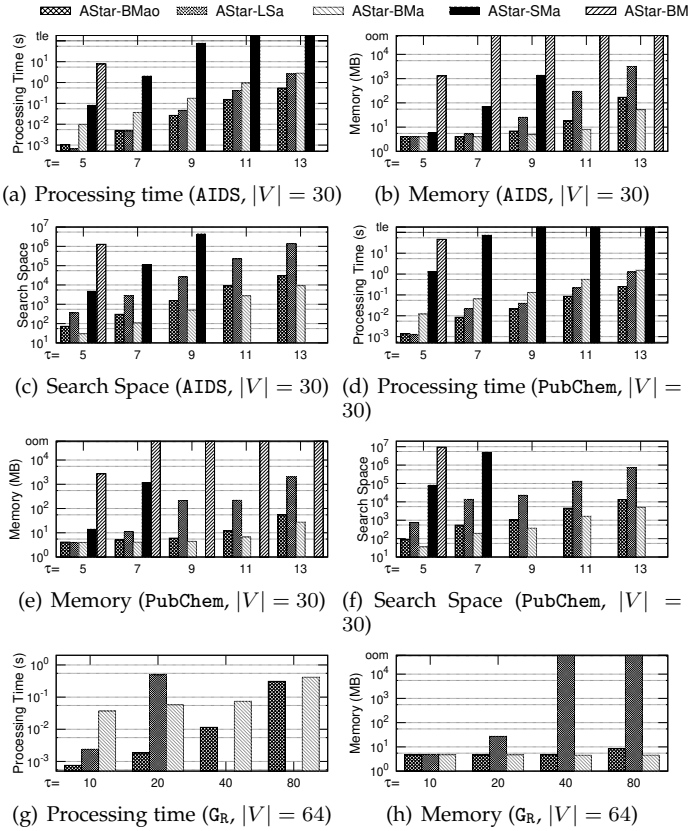 AStar-BMao AStar-LSa AStar-BMa AStar-SMa AStar-BM
Processing Time (s)
tle
10^1
10^0
10^-1
10^-2
10^-3
τ= 5 7 9 11 13
(a) Processing time (AIDS, |V| = 30)
Memory (MB)
oom
10^4
10^3
10^2
10^1
10^0
τ= 5 7 9 11 13
(b) Memory (AIDS, |V| = 30)
Search Space
10^7
10^6
10^5
10^4
10^3
10^2
10^1
τ= 5 7 9 11 13
(c) Search Space (AIDS, |V| = 30)
Processing Time (s)
tle
10^1
10^0
10^-1
10^-2
10^-3
τ= 5 7 9 11 13
(d) Processing time (PubChem, |V| =
30)
Memory (MB)
oom
10^4
10^3
10^2
10^1
10^0
τ= 5 7 9 11 13
(e) Memory (PubChem, |V| = 30)
Search Space
10^7
10^6
10^5
10^4
10^3
10^2
10^1
τ= 5 7 9 11 13
(f) Search Space (PubChem, |V| =
30)
Processing Time (s)
10^0
10^-1
10^-2
10^-3
τ= 10 20 40 80
(g) Processing time (G_R, |V| = 64)
Memory (MB)
oom
10^4
10^3
10^2
10^1
10^0
τ= 10 20 40 80
(h) Memory (G_R, |V| = 64)